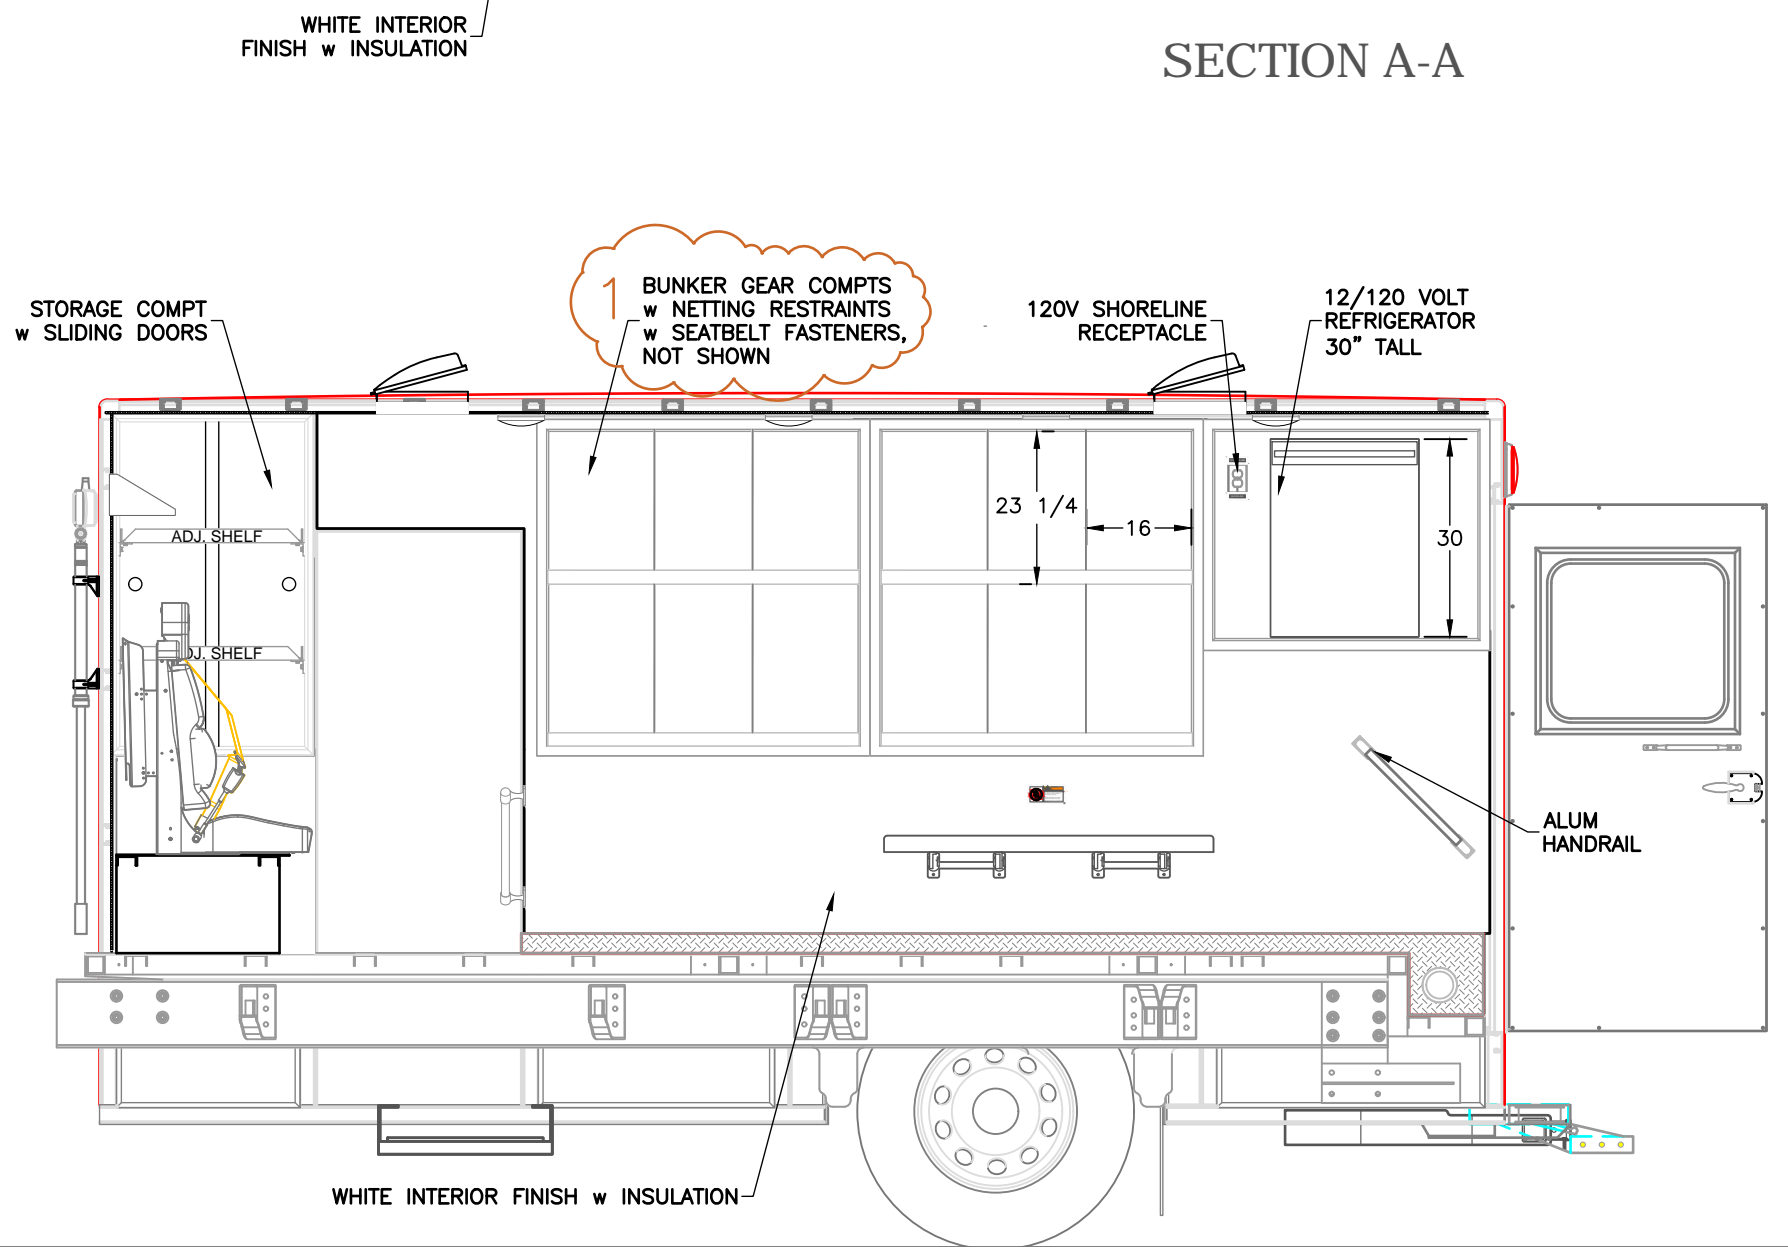 WHITE INTERIOR
FINISH w INSULATION
SECTION A-A
STORAGE COMPT
w SLIDING DOORS
1
BUNKER GEAR COMPTS
w NETTING RESTRAINTS
w SEATBELT FASTENERS,
NOT SHOWN
120V SHORELINE
RECEPTACLE
12/120 VOLT
REFRIGERATOR
30” TALL
23 1/4
16
30
ADJ. SHELF
DJ. SHELF
ALUM
HANDRAIL
WHITE INTERIOR FINISH w INSULATION